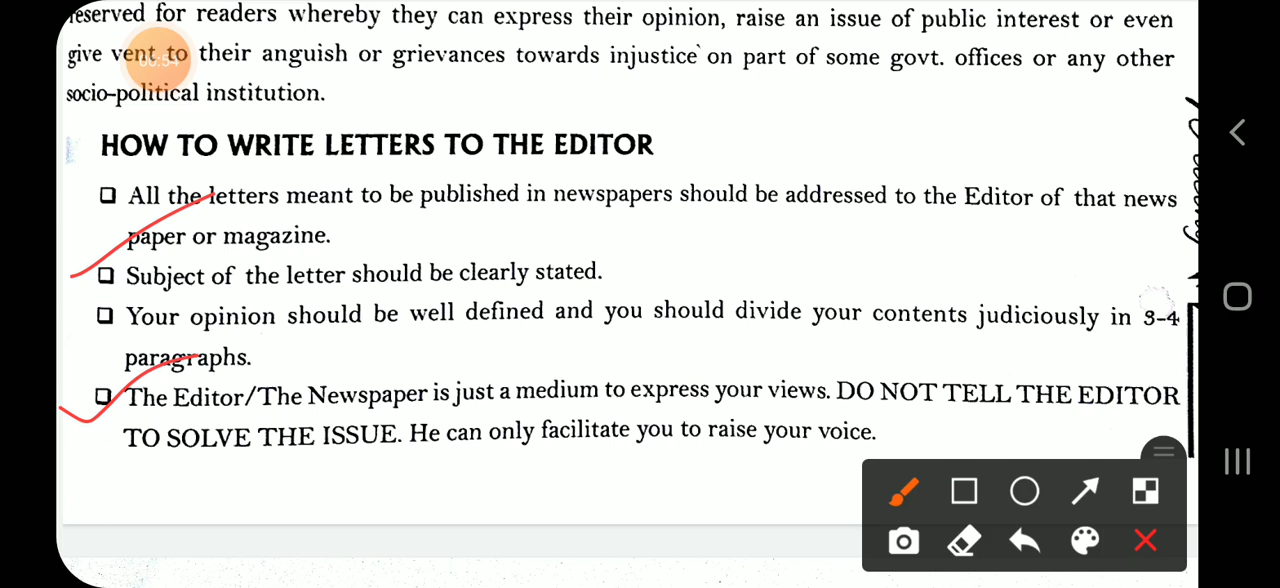 reserved for readers whereby they can express their opinion, raise an issue of public interest or even
give vent to their anguish or grievances towards injustice on part of some govt. offices or any other
socio-political institution.
HOW TO WRITE LETTERS TO THE EDITOR
❑ All the letters meant to be published in newspapers should be addressed to the Editor of that news
paper or magazine.
❑ Subject of the letter should be clearly stated.
❑ Your opinion should be well defined and you should divide your contents judiciously in 3-4
paragraphs.
❑ The Editor/The Newspaper is just a medium to express your views. DO NOT TELL THE EDITOR
TO SOLVE THE ISSUE. He can only facilitate you to raise your voice.